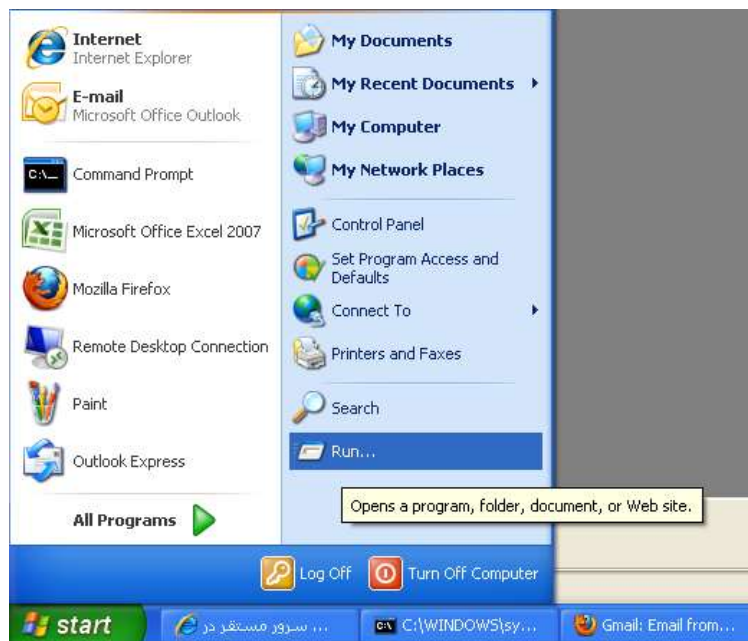 Internet
Internet Explorer
E-mail
Microsoft Office Outlook
C:\_
Command Prompt
Microsoft Office Excel 2007
Mozilla Firefox
Remote Desktop Connection
Paint
Outlook Express
All Programs
My Documents
My Recent Documents
My Computer
My Network Places
Control Panel
Set Program Access and
Defaults
Connect To
Printers and Faxes
Search
Run...
Opens a program, folder, document, or Web site.
Log Off
Turn Off Computer
start
سرور مستقر در ...
C:\WINDOWS\sy...
Gmail: Email from...